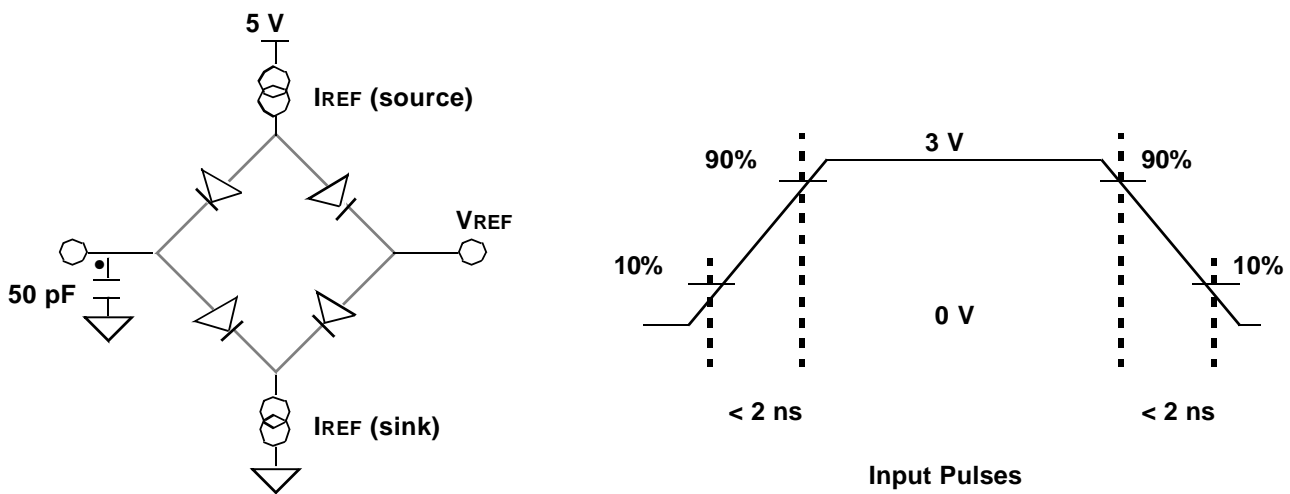 5 V
IREF (source)
VREF
50 pF
IREF (sink)
3 V
90%
90%
10%
10%
0 V
< 2 ns
< 2 ns
Input Pulses